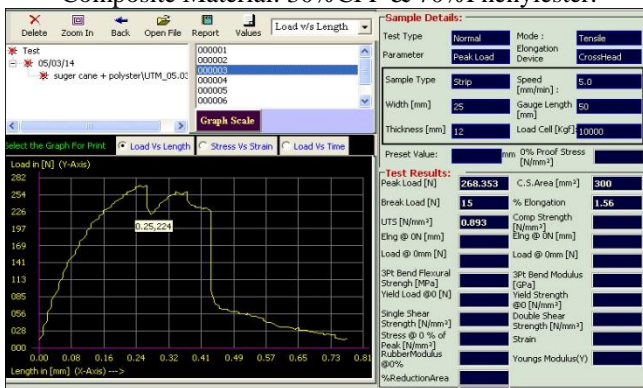 Composite Material: 30%CFP & 70%Phenylester.
Delete Zoom In Back Open File Report Values Load v/s Length
Test
05/03/14
suger cane + polyster\UTM_05.03
000001
000002
000003
000004
000005
000006
Graph Scale
Select the Graph For Print Load Vs Length Stress Vs Strain Load Vs Time
Load in [N] (Y-Axis)
282
254
226
197
169
141
113
085
056
028
000
0.25,224
0.00 0.08 0.16 0.24 0.32 0.41 0.49 0.57 0.65 0.73 0.81
Length in [mm] (X-Axis) --->
Sample Details:
Test Type Normal Mode : Tensile
Parameter Peak Load Elongation Device CrossHead
Sample Type Strip Speed [mm/min] : 5.0
Width [mm] 25 Gauge Length [mm] 50
Thickness [mm] 12 Load Cell [Kgf] 10000
Preset Value: mm 0% Proof Stress [N/mm²]
Test Results:
Peak Load [N] 268.353 C.S.Area [mm²] 300
Break Load [N] 15 % Elongation 1.56
UTS [N/mm²] 0.893 Comp Strength [N/mm²]
Elng @ 0N [mm] Elng @ 0N [mm]
Load @ 0mm [N] Load @ 0mm [N]
3Pt Bend Flexural Strengh [MPa] 3Pt Bend Modulus [GPa]
Yield Load @0 [N] Yield Strength @0 [N/mm²]
Single Shear Strength [N/mm²] Double Shear Strength [N/mm²]
Stress @ 0 % of Peak [N/mm²] Strain
RubberModulus @0% Youngs Modulus(Y)
%ReductionArea